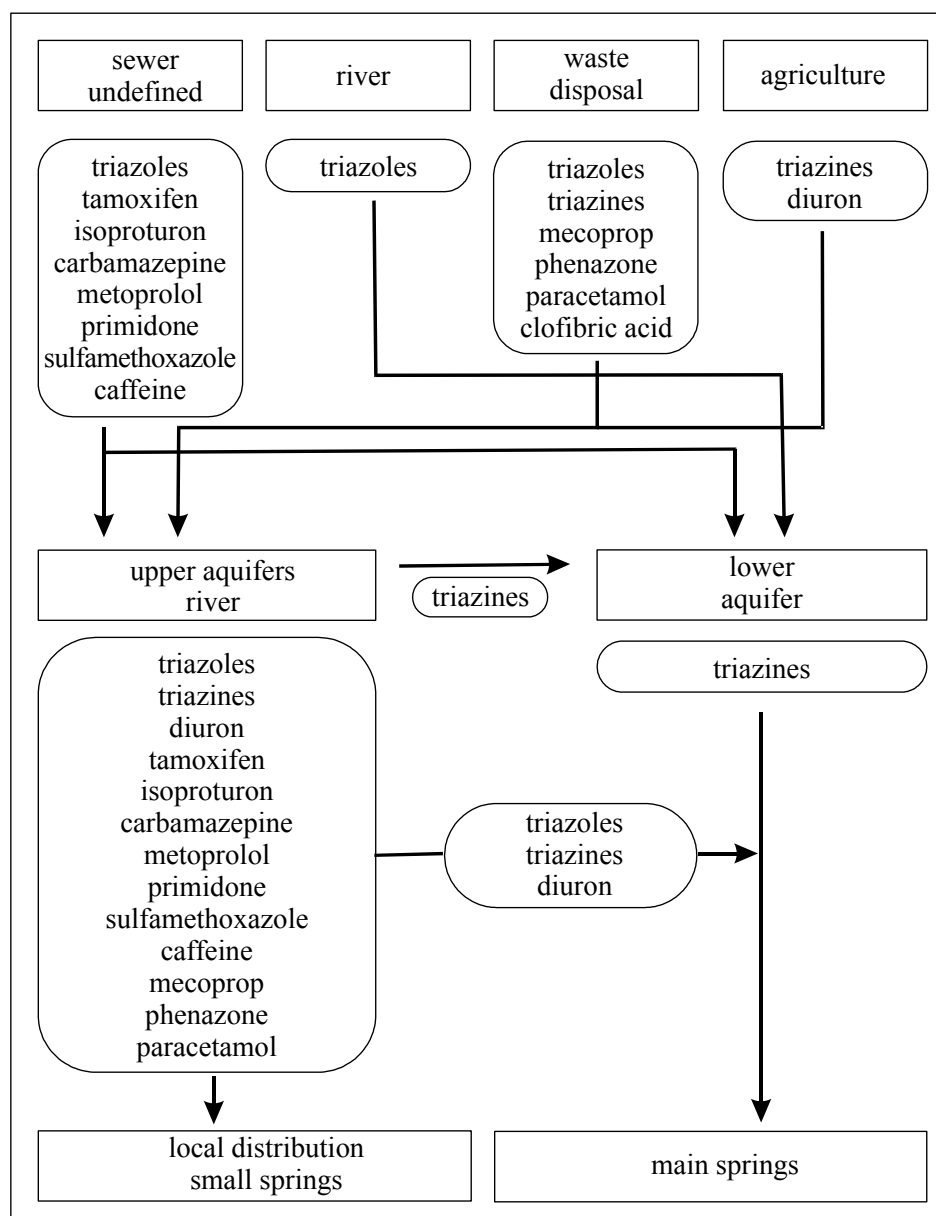 sewer
undefined
river
waste
disposal
agriculture
triazoles
tamoxifen
isoproturon
carbamazepine
metoprolol
primidone
sulfamethoxazole
caffeine
triazoles
triazoles
triazines
mecoprop
phenazone
paracetamol
clofibric acid
triazines
diuron
upper aquifers
river
triazines
lower
aquifer
triazoles
triazines
diuron
tamoxifen
isoproturon
carbamazepine
metoprolol
primidone
sulfamethoxazole
caffeine
mecoprop
phenazone
paracetamol
triazines
triazoles
triazines
diuron
local distribution
small springs
main springs